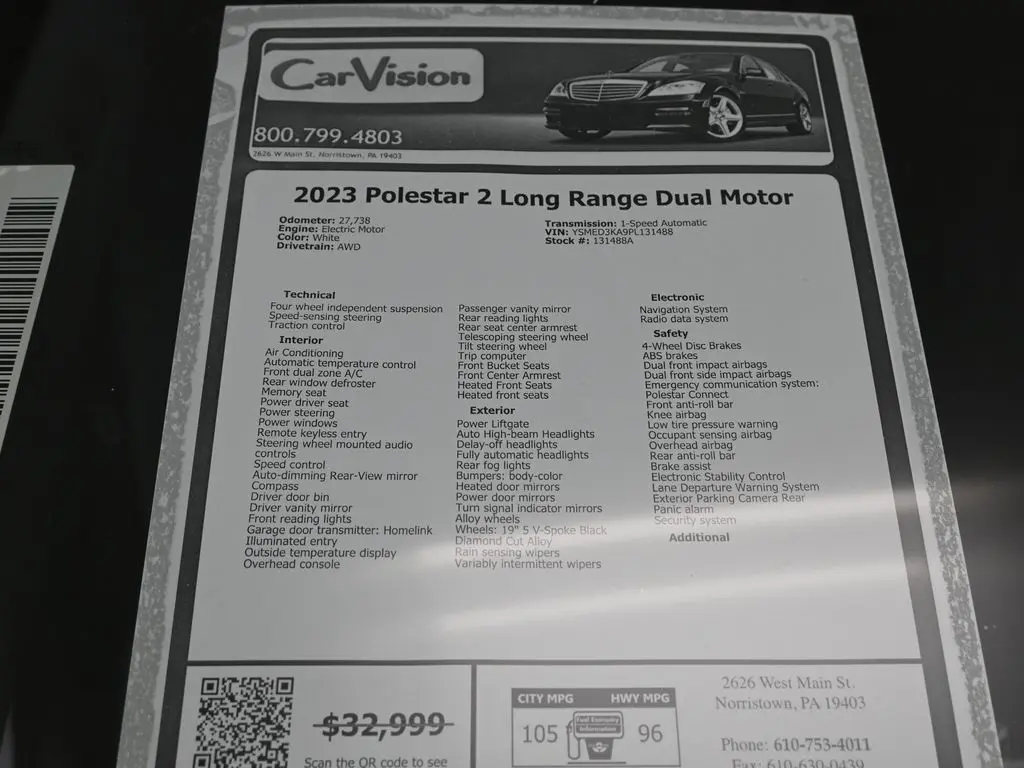 CarVision
800.799.4803
2626 W Main St, Norristown, PA 19403
2023 Polestar 2 Long Range Dual Motor
Odometer: 27,738
Engine: Electric Motor
Color: White
Drivetrain: AWD
Transmission: 1-Speed Automatic
VIN: YSMED3KA9PL131488
Stock #: 131488A
Technical
Four wheel independent suspension
Speed-sensing steering
Traction control
Interior
Air Conditioning
Automatic temperature control
Front dual zone A/C
Rear window defroster
Memory seat
Power driver seat
Power steering
Power windows
Remote keyless entry
Steering wheel mounted audio
controls
Speed control
Auto-dimming Rear-View mirror
Compass
Driver door bin
Driver vanity mirror
Front reading lights
Garage door transmitter: Homelink
Illuminated entry
Outside temperature display
Overhead console
Passenger vanity mirror
Rear reading lights
Rear seat center armrest
Telescoping steering wheel
Tilt steering wheel
Trip computer
Front Bucket Seats
Front Center Armrest
Heated Front Seats
Heated front seats
Exterior
Power Liftgate
Auto High-beam Headlights
Delay-off headlights
Fully automatic headlights
Rear fog lights
Bumpers: body-color
Heated door mirrors
Power door mirrors
Turn signal indicator mirrors
Alloy wheels
Wheels: 19" 5 V-Spoke Black
Diamond Cut Alloy
Rain sensing wipers
Variably intermittent wipers
Electronic
Navigation System
Radio data system
Safety
4-Wheel Disc Brakes
ABS brakes
Dual front impact airbags
Dual front side impact airbags
Emergency communication system:
Polestar Connect
Front anti-roll bar
Knee airbag
Low tire pressure warning
Occupant sensing airbag
Overhead airbag
Rear anti-roll bar
Brake assist
Electronic Stability Control
Lane Departure Warning System
Exterior Parking Camera Rear
Panic alarm
Security system
Additional
$32,999
Scan the QR code to see
CITY MPG
HWY MPG
105
Fuel Economy
Information
96
2626 West Main St.
Norristown, PA 19403
Phone: 610-753-4011
Fax: 610-630-0439